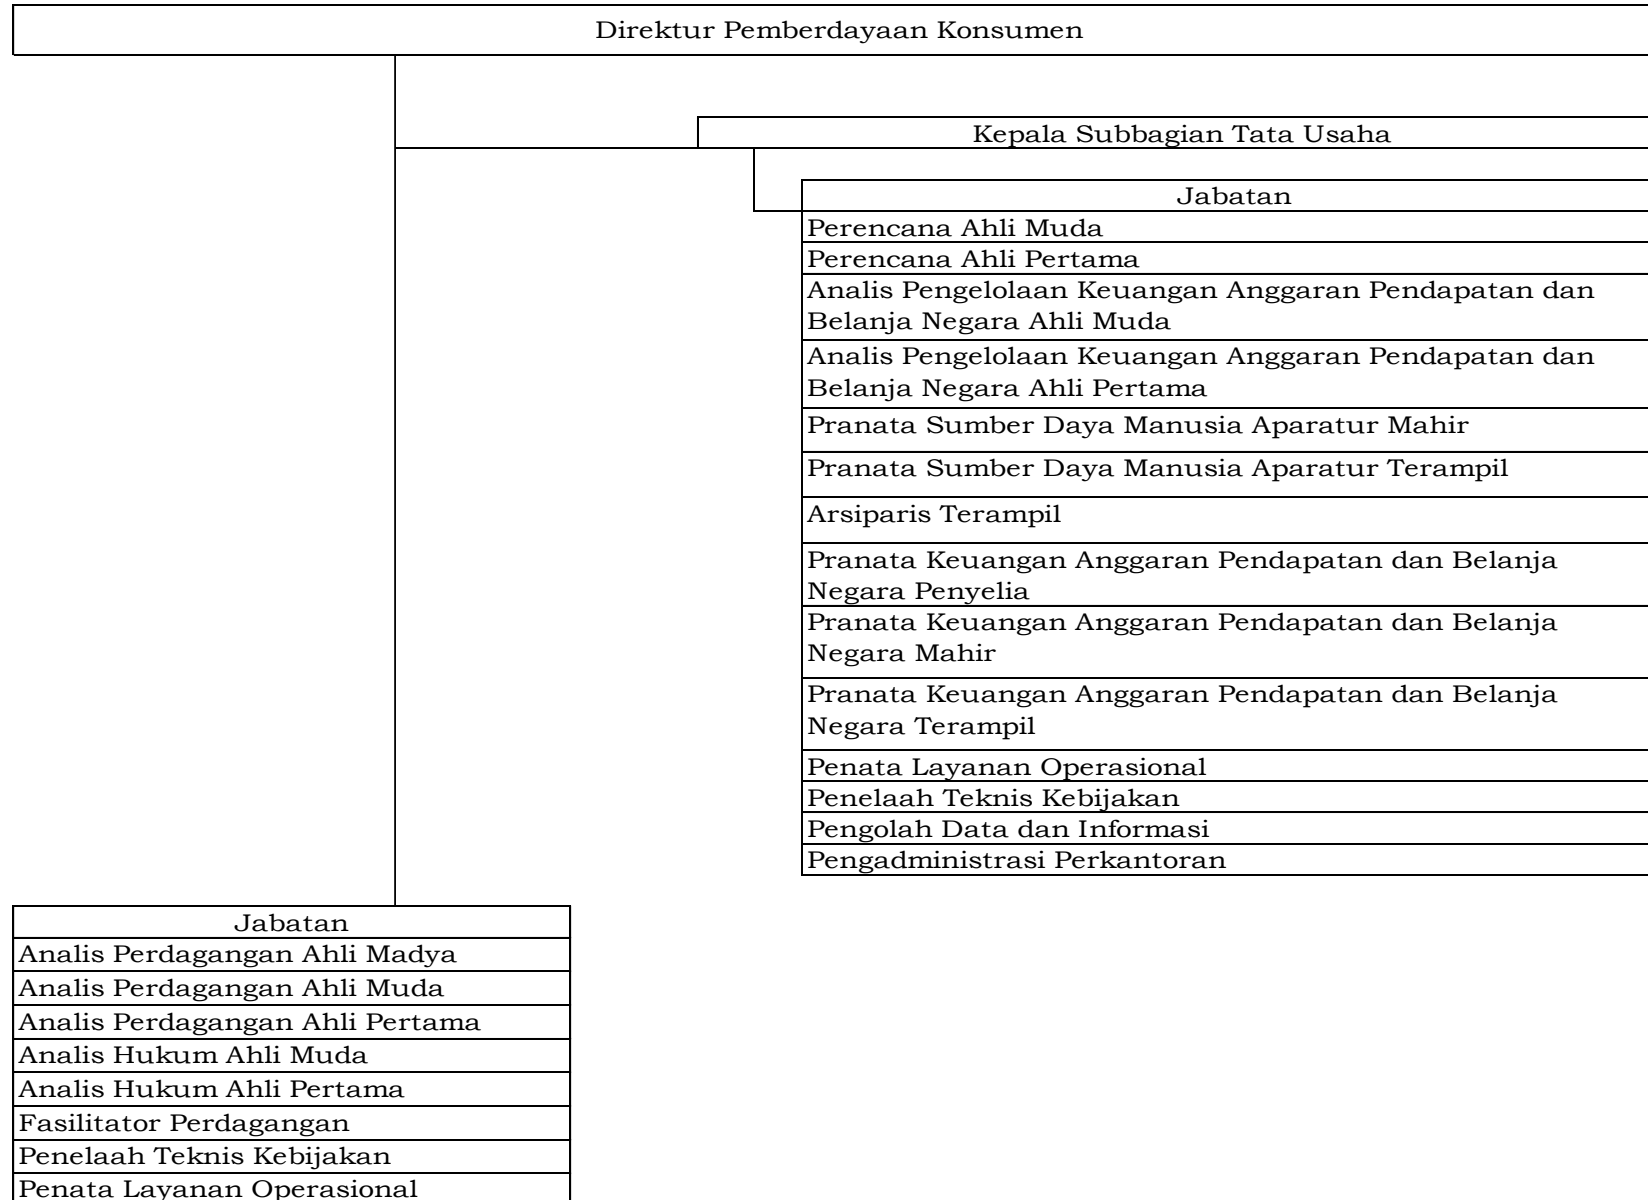 Direktur Pemberdayaan Konsumen
Kepala Subbagian Tata Usaha
Jabatan
Perencana Ahli Muda
Perencana Ahli Pertama
Analis Pengelolaan Keuangan Anggaran Pendapatan dan
Belanja Negara Ahli Muda
Analis Pengelolaan Keuangan Anggaran Pendapatan dan
Belanja Negara Ahli Pertama
Pranata Sumber Daya Manusia Aparatur Mahir
Pranata Sumber Daya Manusia Aparatur Terampil
Arsiparis Terampil
Pranata Keuangan Anggaran Pendapatan dan Belanja
Negara Penyelia
Pranata Keuangan Anggaran Pendapatan dan Belanja
Negara Mahir
Pranata Keuangan Anggaran Pendapatan dan Belanja
Negara Terampil
Penata Layanan Operasional
Penelaah Teknis Kebijakan
Pengolah Data dan Informasi
Pengadministrasi Perkantoran
Jabatan
Analis Perdagangan Ahli Madya
Analis Perdagangan Ahli Muda
Analis Perdagangan Ahli Pertama
Analis Hukum Ahli Muda
Analis Hukum Ahli Pertama
Fasilitator Perdagangan
Penelaah Teknis Kebijakan
Penata Layanan Operasional